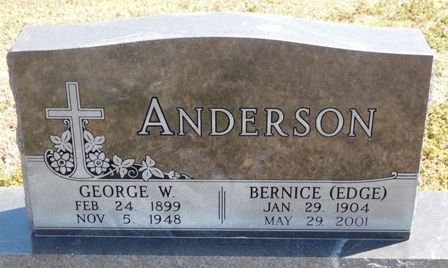 ANDERSON
GEORGE W.
FEB. 24. 1899
NOV. 5. 1948
BERNICE (EDGE)
JAN. 29. 1904
MAY 29. 2001